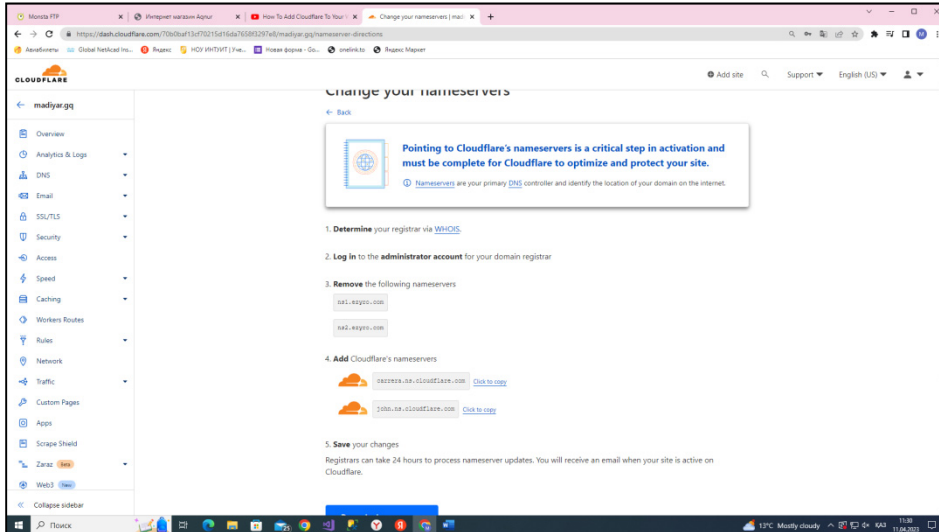 Monsta FTP
Интернет магазин Aqnur
How To Add Cloudflare To Your
Change your nameservers | mad
https://dash.cloudflare.com/70b0baf13cf70215d16da7658f3297e8/madiyar.gq/nameserver-directions
Авиабилеты
Global NetAcad Ins...
Яндекс
НОУ ИНТУИТ | Уче...
Новая форма - Go...
onelink.to
Яндекс Маркет
CLOUDFLARE
Add site
Support
English (US)
madiyar.gq
Overview
Analytics & Logs
DNS
Email
SSL/TLS
Security
Access
Speed
Caching
Workers Routes
Rules
Network
Traffic
Custom Pages
Apps
Scrape Shield
Zaraz Beta
Web3 New
Collapse sidebar
Change your nameservers
Back
Pointing to Cloudflare's nameservers is a critical step in activation and
must be complete for Cloudflare to optimize and protect your site.
Nameservers are your primary DNS controller and identify the location of your domain on the internet.
1. Determine your registrar via WHOIS.
2. Log in to the administrator account for your domain registrar
3. Remove the following nameservers
ns1.ezyro.com
ns2.ezyro.com
4. Add Cloudflare's nameservers
carrera.ns.cloudflare.com Click to copy
john.ns.cloudflare.com Click to copy
5. Save your changes
Registrars can take 24 hours to process nameserver updates. You will receive an email when your site is active on
Cloudflare.
Поиск
13°C Mostly cloudy
ҚАЗ
11:30
11.04.2023